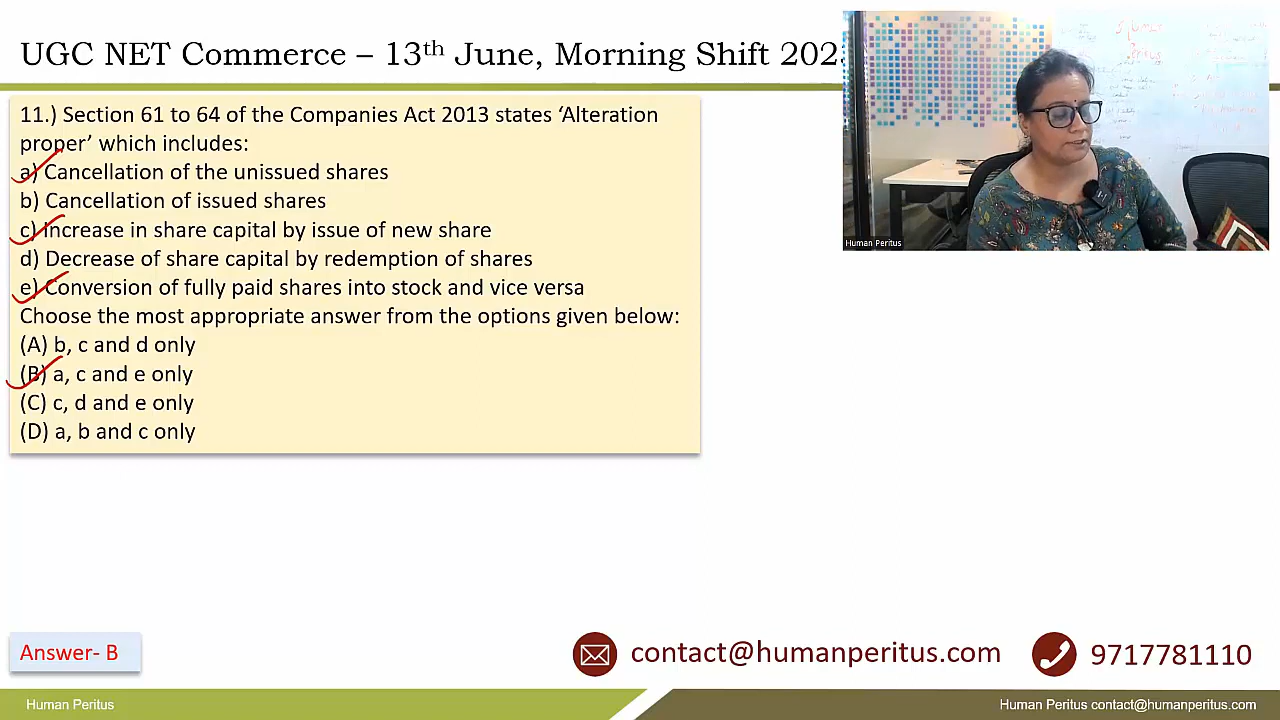 UGC NET Commerce – 13th June, Morning Shift 202
11.) Section 61 to 64 of the Companies Act 2013 states ‘Alteration
proper’ which includes:
a) Cancellation of the unissued shares
b) Cancellation of issued shares
c) Increase in share capital by issue of new share
d) Decrease of share capital by redemption of shares
e) Conversion of fully paid shares into stock and vice versa
Choose the most appropriate answer from the options given below:
(A) b, c and d only
(B) a, c and e only
(C) c, d and e only
(D) a, b and c only
Human Peritus
Answer- B
contact@humanperitus.com
9717781110
Human Peritus
Human Peritus contact@humanperitus.com